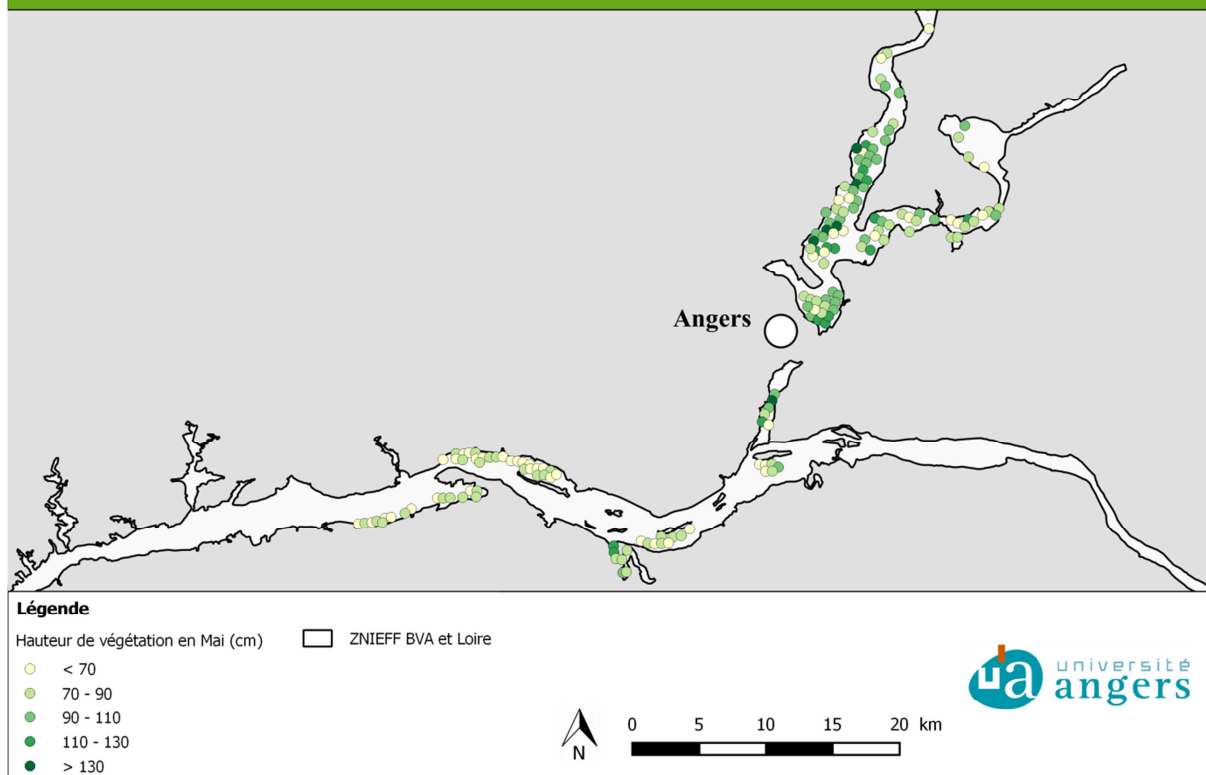 Angers
Légende
Hauteur de végétation en Mai (cm)
ZNIEFF BVA et Loire
< 70
70 - 90
90 - 110
110 - 130
> 130
N
0 5 10 15 20 km
ua
université
angers